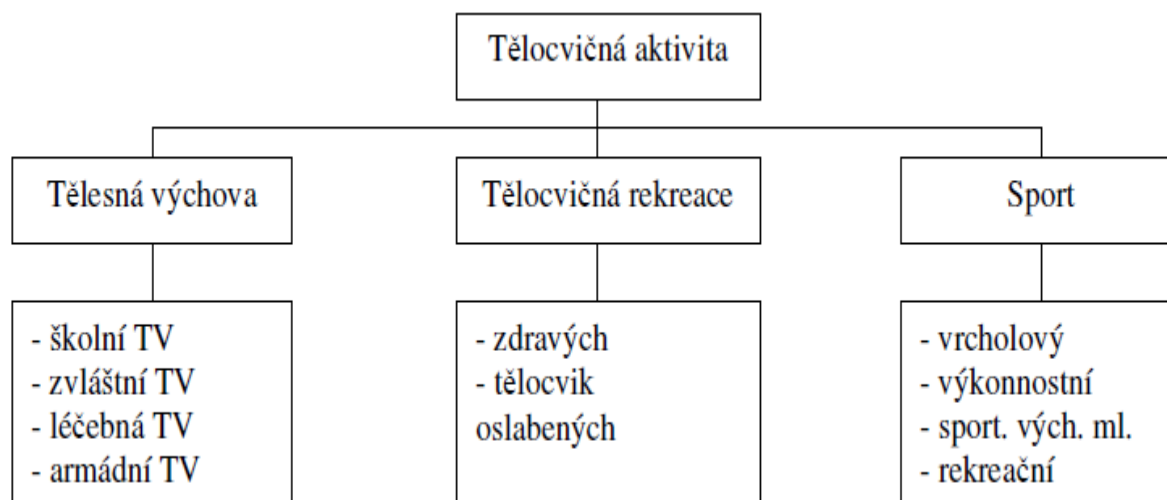 Tělocvičná aktivita
Tělesná výchova
Tělocvičná rekreace
Sport
- školní TV
- zvláštní TV
- léčebná TV
- armádní TV
- zdravých
- tělocvik
oslabených
- vrcholový
- výkonnostní
- sport. vých. ml.
- rekreační